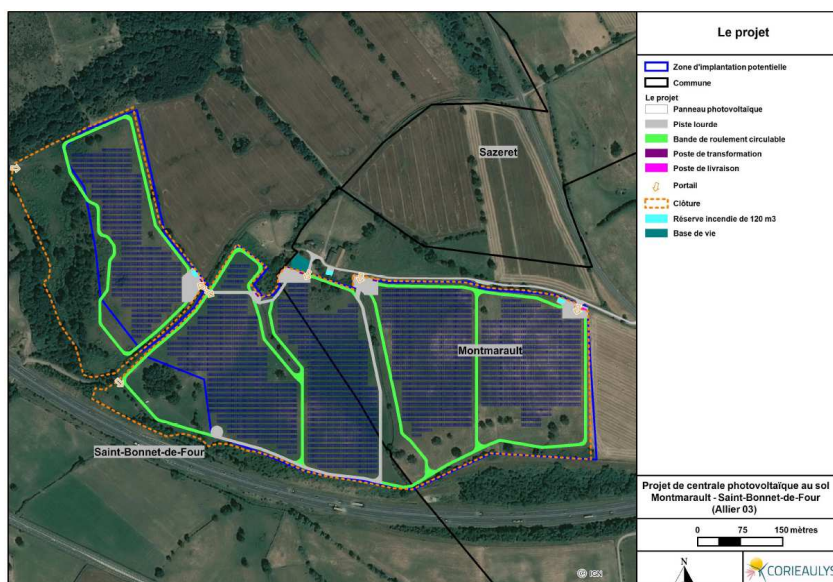 Le projet
Zone d'implantation potentielle
Commune
Le projet
Panneau photovoltaïque
Piste lourde
Bande de roulement circulable
Poste de transformation
Poste de livraison
Portail
Clôture
Réserve incendie de 120 m3
Base de vie
Sazeret
Montmarault
Saint-Bonnet-de-Four
Projet de centrale photovoltaïque au sol
Montmarault - Saint-Bonnet-de-Four
(Allier 03)
0 75 150 mètres
N
CORIEAULYS
@ IGN